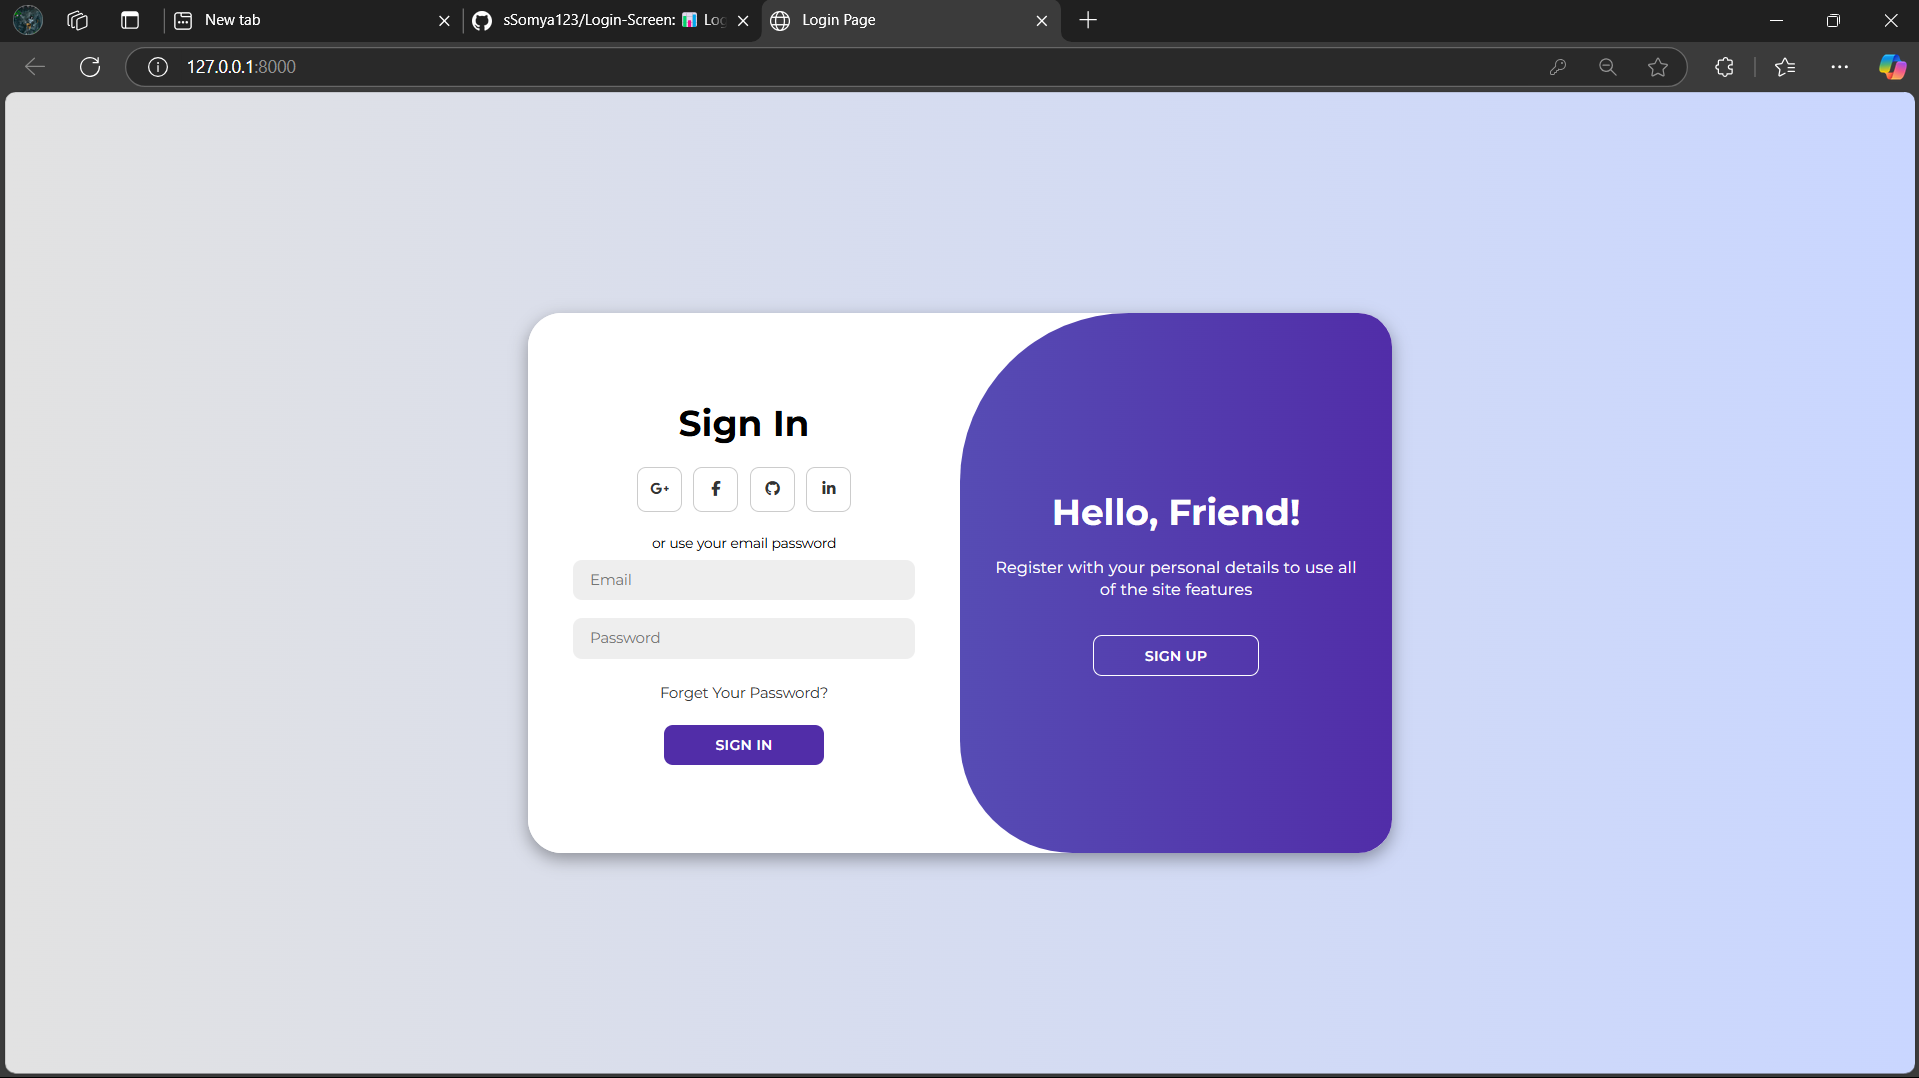 New tab
sSomya123/Login-Screen: Log
Login Page
127.0.0.1:8000
Sign In
G+ f in
or use your email password
Email
Password
Forget Your Password?
SIGN IN
Hello, Friend!
Register with your personal details to use all
of the site features
SIGN UP